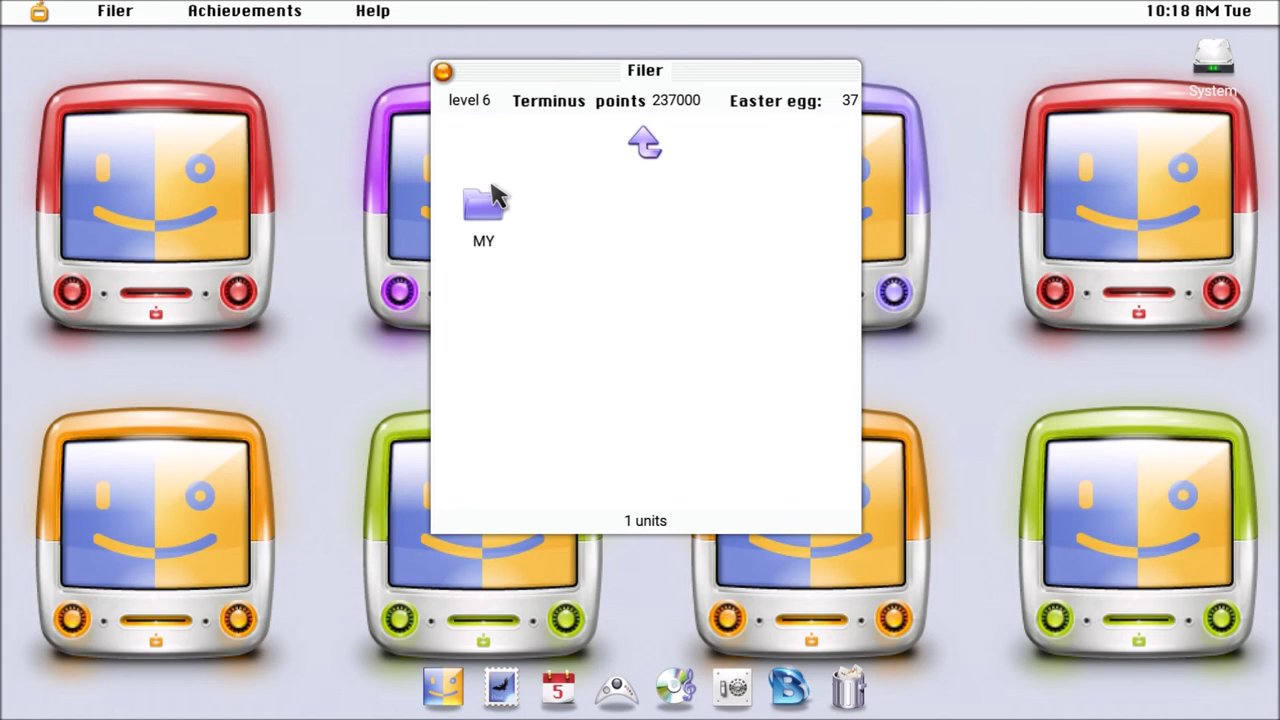 Filer Achievements Help 10:18 AM Tue
System
Filer
level 6 Terminus points 237000 Easter egg: 37
MY
1 units
5